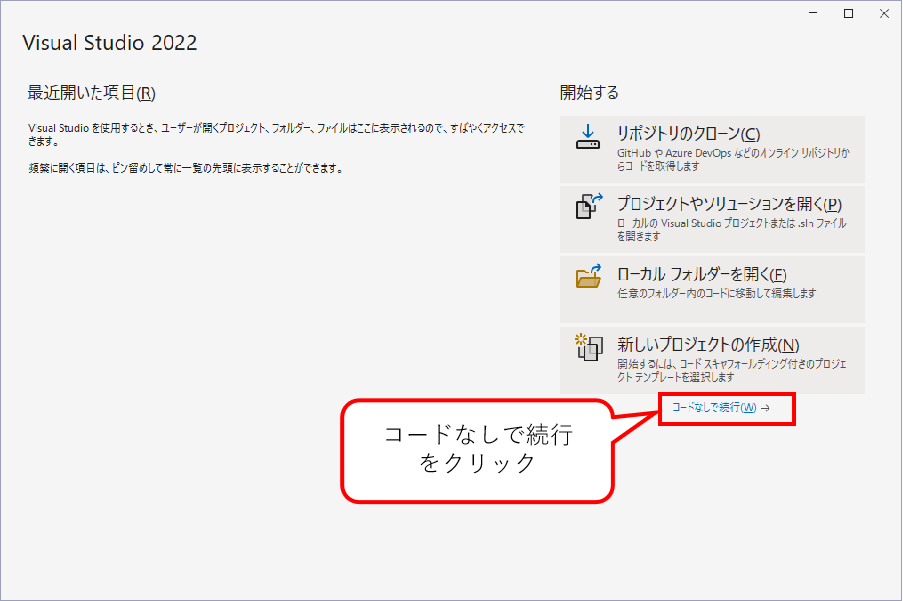 Visual Studio 2022
最近開いた項目(R)
Visual Studio を使用するとき、ユーザーが開くプロジェクト、フォルダー、ファイルはここに表示されるので、すばやくアクセスで
きます。
頻繁に開く項目は、ピン留めして常に一覧の先頭に表示することができます。
開始する
リポジトリのクローン(C)
GitHub や Azure DevOps などのオンライン リポジトリか
らコードを取得します
プロジェクトやソリューションを開く(P)
ローカルの Visual Studio プロジェクトまたは .sln ファイル
を開きます
ローカル フォルダーを開く(F)
任意のフォルダー内のコードに移動して編集します
新しいプロジェクトの作成(N)
開始するには、コード スキャフォールディング付きのプロジェ
クト テンプレートを選択します
コードなしで続行(W) →
コードなしで続行
をクリック